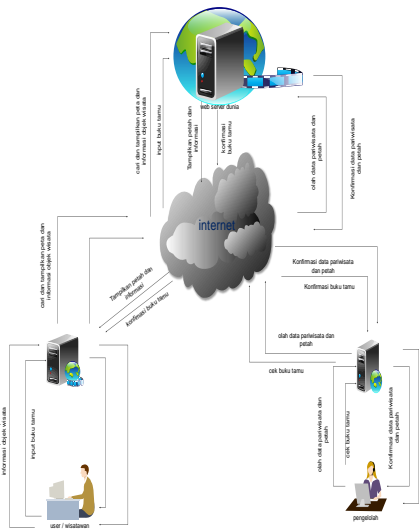 web server dunia
cari dan tampilkan peta dan
informasi objek wisata
input buku tamu
Tampilkan petah dan
informasi
konfirmasi
buku tamu
olah data pariwisata dan
petah
Konfirmasi data pariwisata
dan petah
internet
cari dan tampilkan peta dan
informasi objek wisata
Tampilkan petah dan
informasi
konfirmasi buku tamu
Konfirmasi data pariwisata
dan petah
Konfirmasi buku tamu
olah data pariwisata dan
petah
cek buku tamu
informasi objek wisata
input buku tamu
user / wisatawan
olah data pariwisata dan
petah
cek buku tamu
Konfirmasi data pariwisata
dan petah
pengelolah